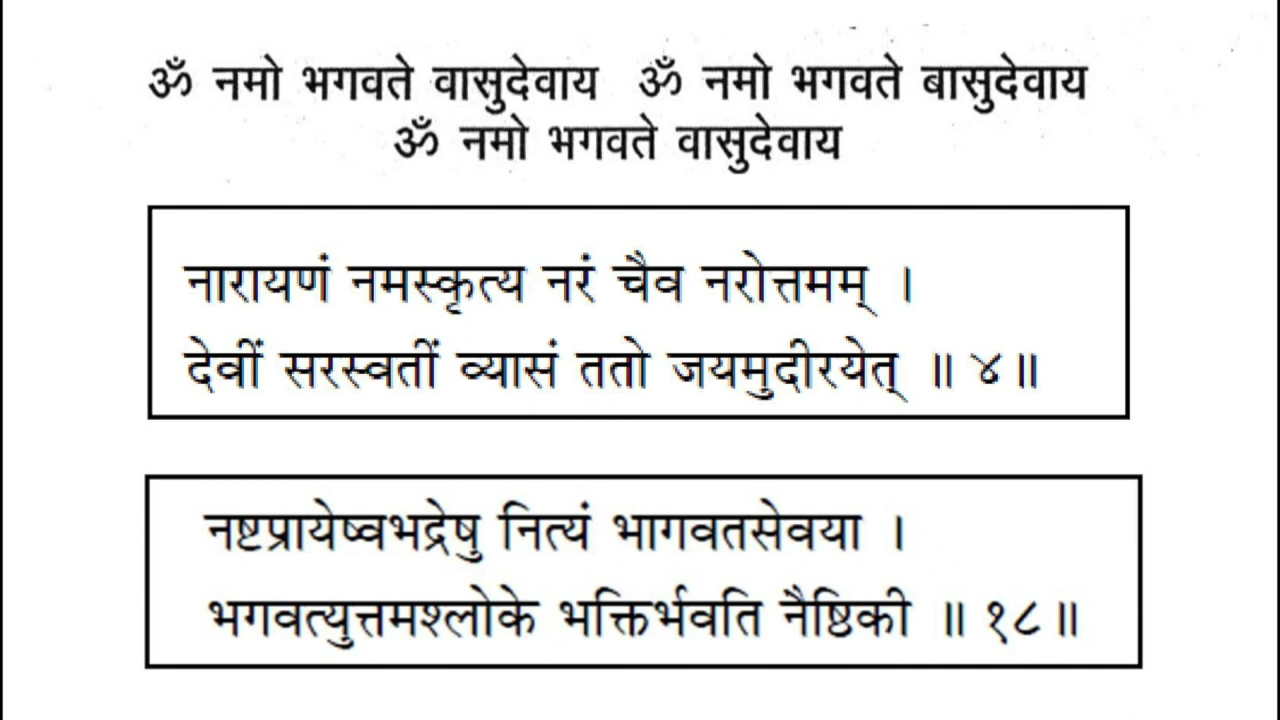 ॐ नमो भगवते वासुदेवाय ॐ नमो भगवते बासुदेवाय
ॐ नमो भगवते वासुदेवाय
नारायणं नमस्कृत्य नरं चैव नरोत्तमम् ।
देवीं सरस्वतीं व्यासं ततो जयमुदीरयेत् ॥ ४॥
नष्टप्रायेष्वभद्रेषु नित्यं भागवतसेवया ।
भगवत्युत्तमश्लोके भक्तिर्भवति नैष्ठिकी ॥ १८॥